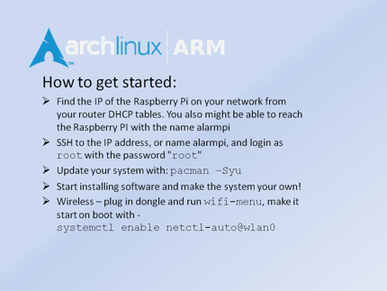 archlinux ARM
How to get started:
➢ Find the IP of the Raspberry Pi on your network from
your router DHCP tables. You also might be able to reach
the Raspberry PI with the name alarmpi
➢ SSH to the IP address, or name alarmpi, and login as
root with the password "root"
➢ Update your system with: pacman –Syu
➢ Start installing software and make the system your own!
➢ Wireless – plug in dongle and run wifi-menu, make it
start on boot with -
systemctl enable netctl-auto@wlan0